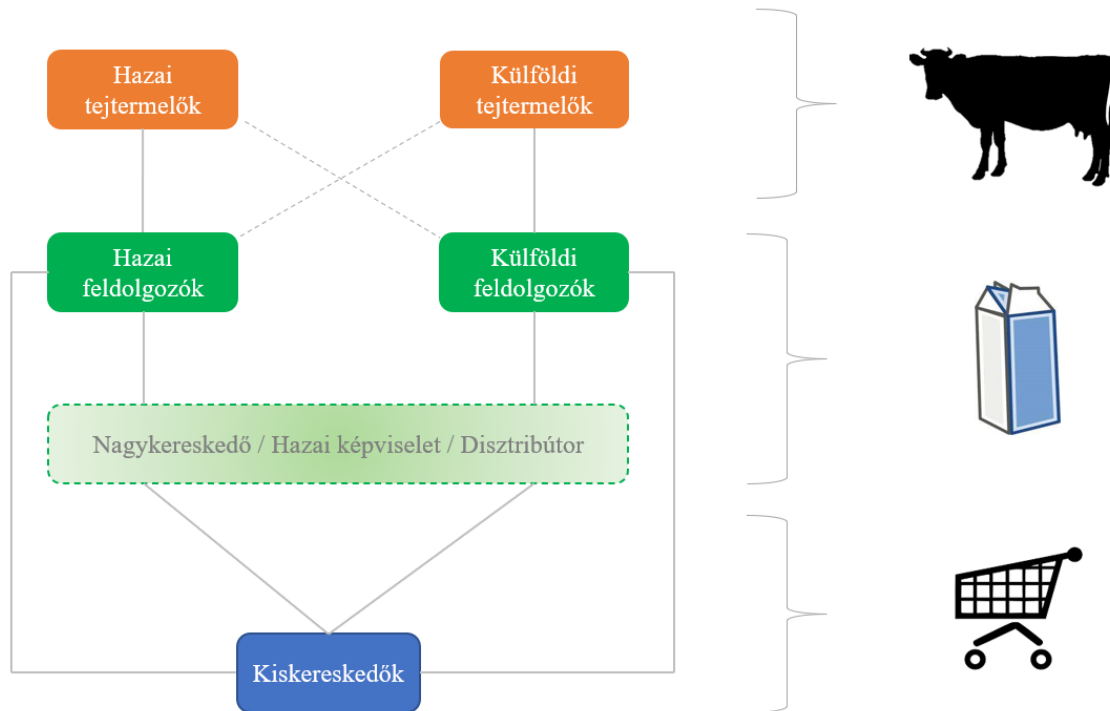 Hazai
tejtermelők
Külföldi
tejtermelők
Hazai
feldolgozók
Külföldi
feldolgozók
Nagykereskedő / Hazai képviselet / Disztribútor
Kiskereskedők